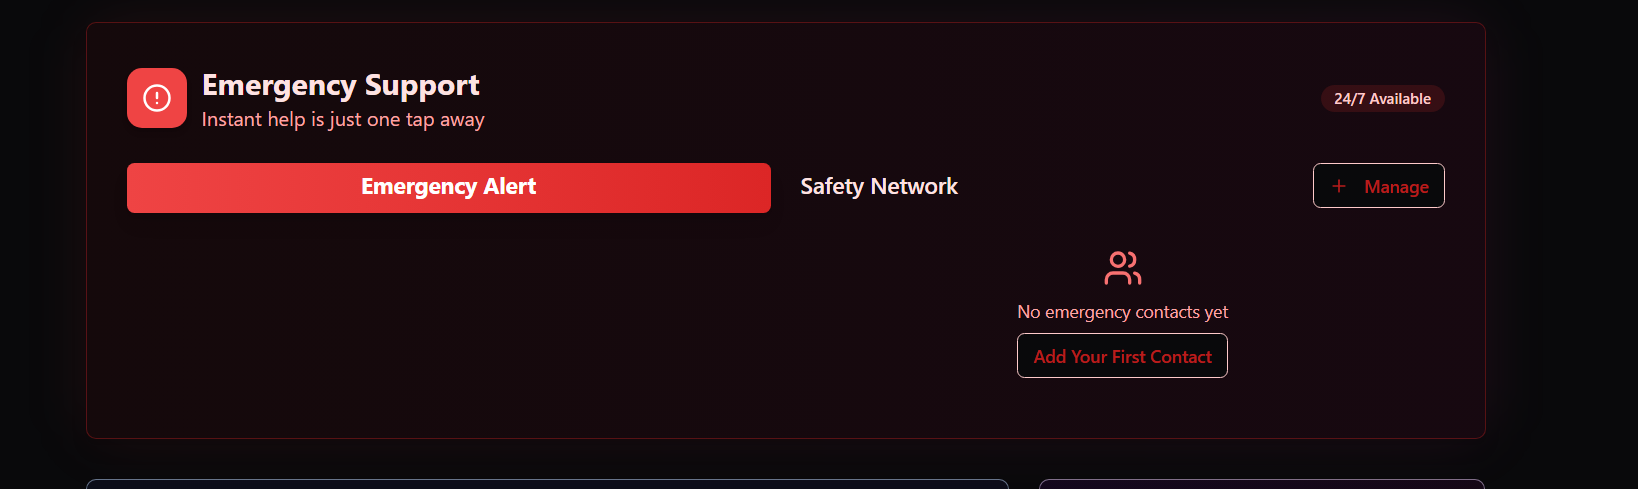 Emergency Support
Instant help is just one tap away
24/7 Available
Emergency Alert
Safety Network
Manage
No emergency contacts yet
Add Your First Contact